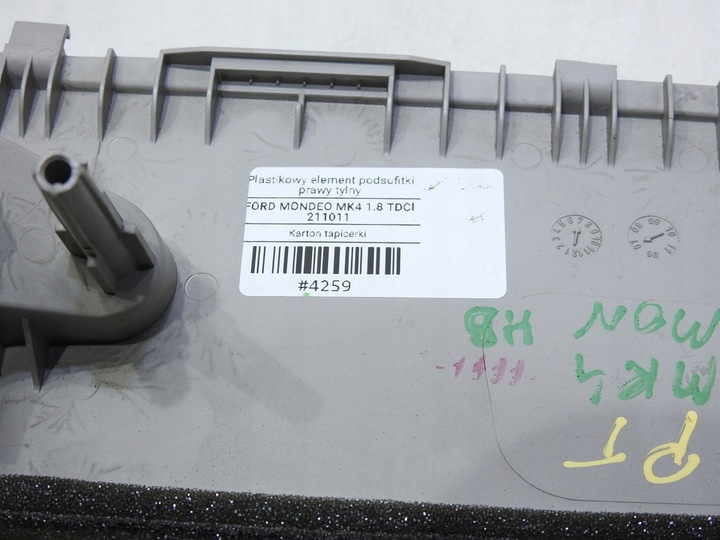 Plastikowy element podsufitki
prawy tylny
FORD MONDEO MK4 1.8 TDCI
211011
Karton tapicerki
#4259
MON HB
MK4
PT